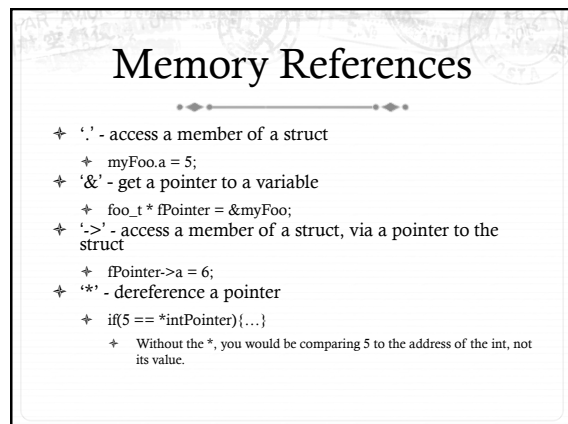 Memory References
‘.’ - access a member of a struct
myFoo.a = 5;
‘&’ - get a pointer to a variable
foo_t * fPointer = &myFoo;
‘->’ - access a member of a struct, via a pointer to the
struct
fPointer->a = 6;
‘*’ - dereference a pointer
if(5 == *intPointer){…}
Without the *, you would be comparing 5 to the address of the int, not
its value.